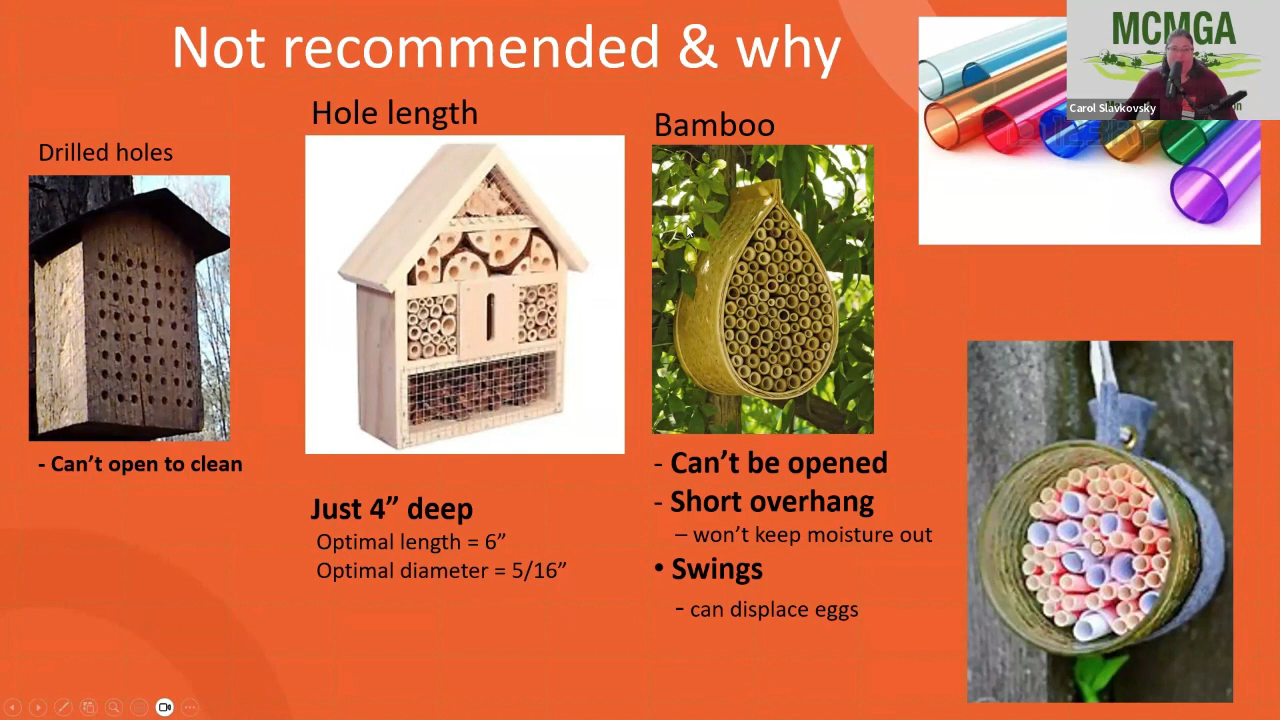 Not recommended & why
MCMGA
Carol Slavkovsky
Hole length
Bamboo
Drilled holes
- Can't open to clean
Just 4” deep
Optimal length = 6”
Optimal diameter = 5/16”
- Can't be opened
- Short overhang
– won't keep moisture out
• Swings
- can displace eggs